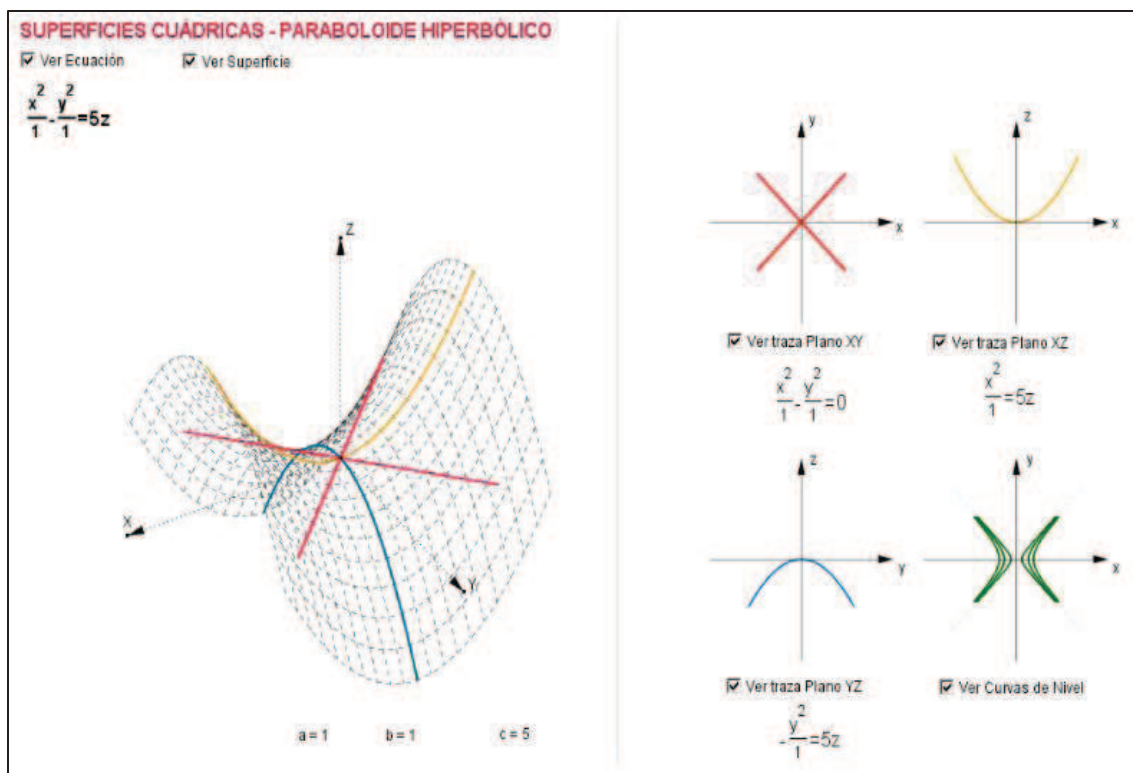 SUPERFICIES CUÁDRICAS - PARABOLOIDE HIPERBÓLICO
Ver Ecuación Ver Superficie
x²/1 - y²/1 = 5z
Z
X
Y
a = 1 b = 1 c = 5
y
x
Ver traza Plano XY
x²/1 - y²/1 = 0
z
x
Ver traza Plano XZ
x²/1 = 5z
z
y
Ver traza Plano YZ
- y²/1 = 5z
y
x
Ver Curvas de Nivel